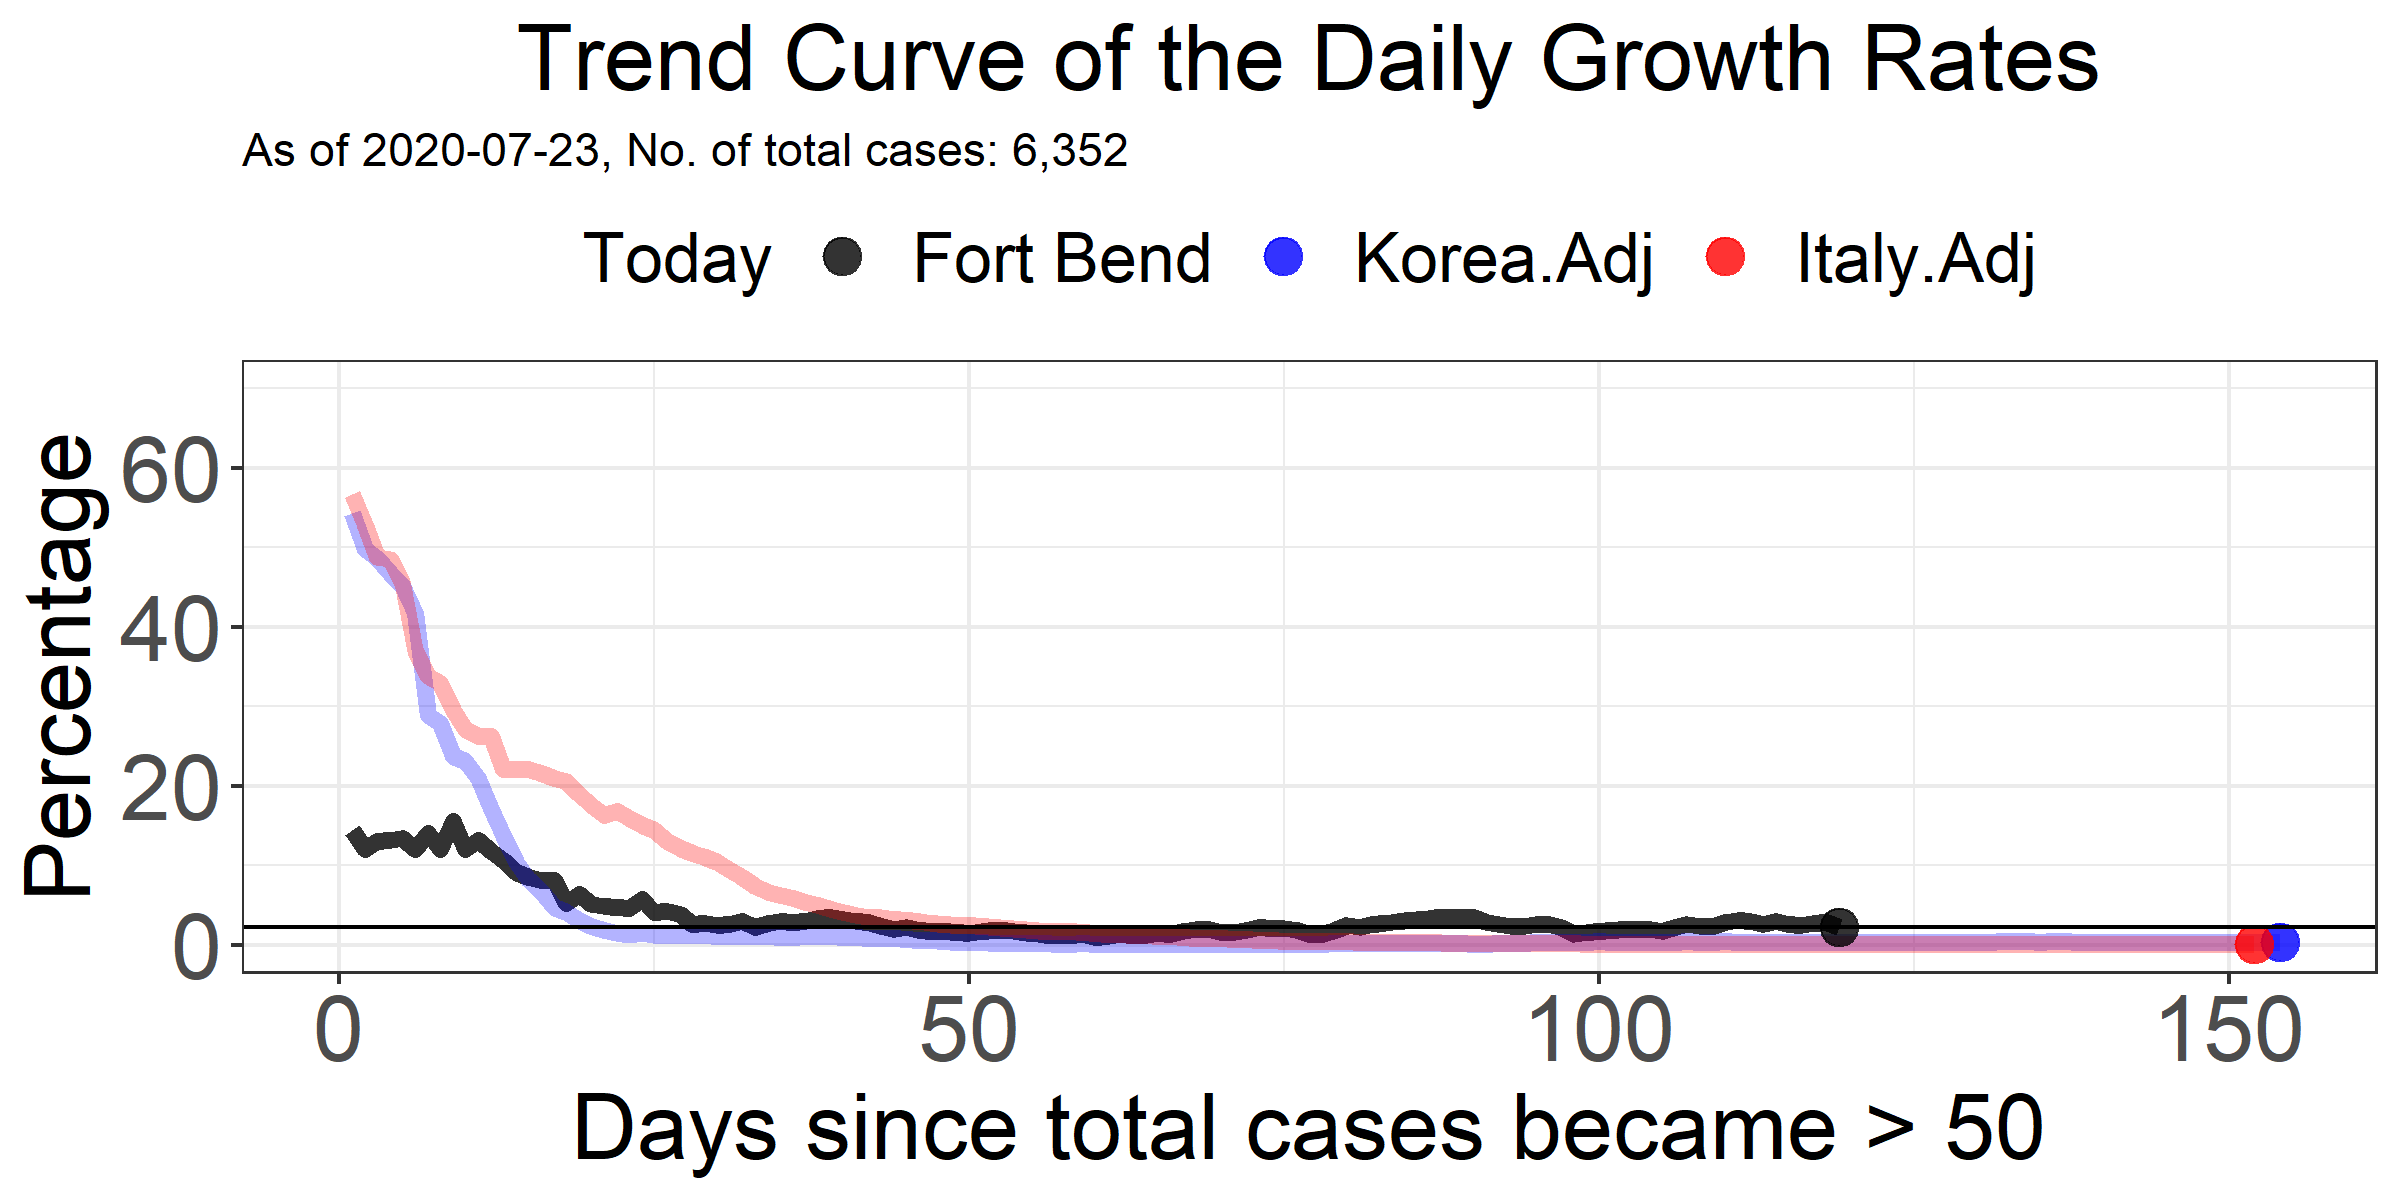 Trend Curve of the Daily Growth Rates
As of 2020-07-23, No. of total cases: 6,352
Today Fort Bend Korea.Adj Italy.Adj
Percentage
60
40
20
0
0 50 100 150
Days since total cases became > 50